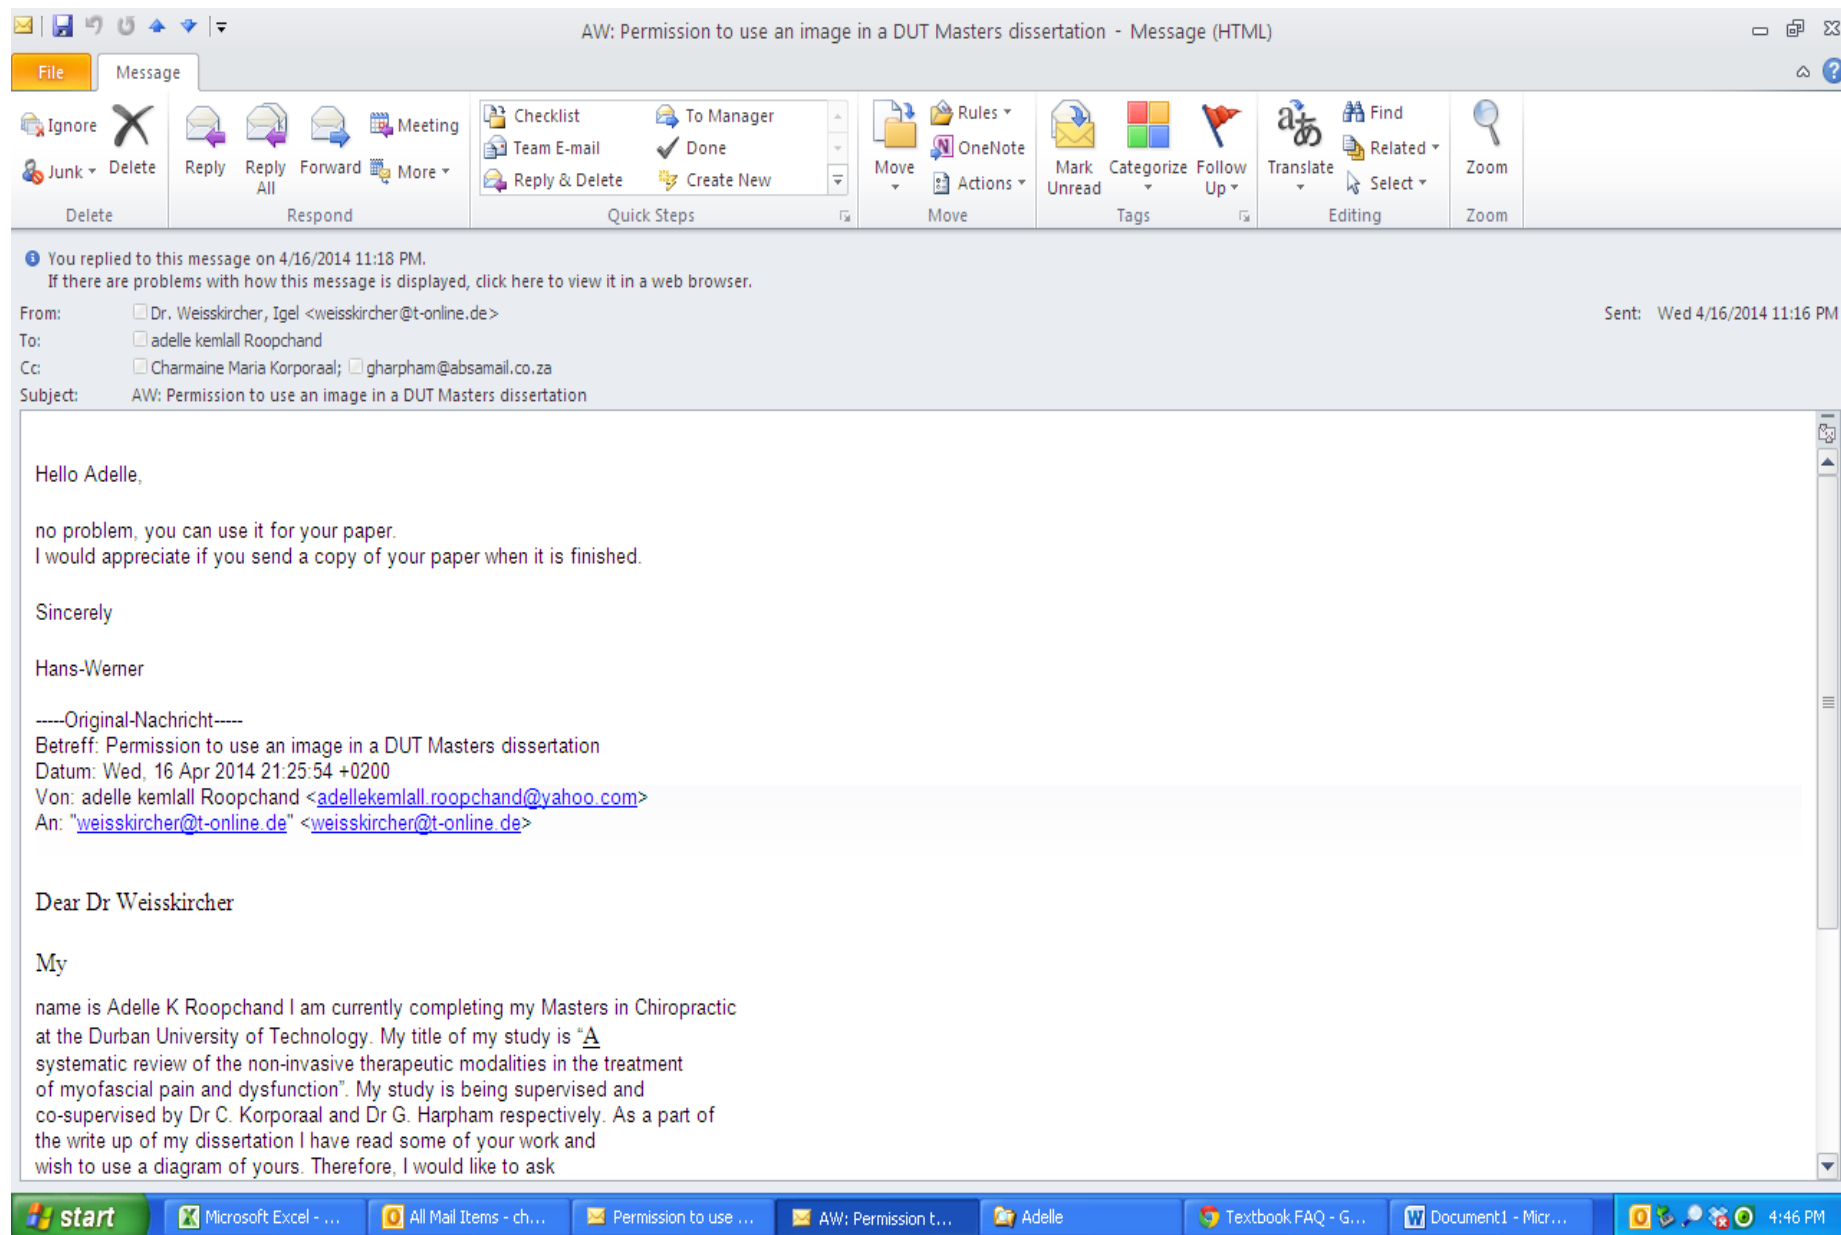 AW: Permission to use an image in a DUT Masters dissertation - Message (HTML)
File Message
Ignore
Junk
Delete
Reply
Reply All
Forward
Meeting
More
Checklist
Team E-mail
Reply & Delete
To Manager
Done
Create New
Move
Rules
OneNote
Actions
Mark Unread
Categorize
Follow Up
Translate
Find
Related
Select
Zoom
Delete Respond Quick Steps Move Tags Editing Zoom
You replied to this message on 4/16/2014 11:18 PM.
If there are problems with how this message is displayed, click here to view it in a web browser.
From: Dr. Weisskircher, Igel <weisskircher@t-online.de> Sent: Wed 4/16/2014 11:16 PM
To: adelle kemlall Roopchand
Cc: Charmaine Maria Korporaal; gharpham@absamail.co.za
Subject: AW: Permission to use an image in a DUT Masters dissertation
Hello Adelle,
no problem, you can use it for your paper.
I would appreciate if you send a copy of your paper when it is finished.
Sincerely
Hans-Werner
-----Original-Nachricht-----
Betreff: Permission to use an image in a DUT Masters dissertation
Datum: Wed, 16 Apr 2014 21:25:54 +0200
Von: adelle kemlall Roopchand <adellekemlall.roopchand@yahoo.com>
An: "weisskircher@t-online.de" <weisskircher@t-online.de>
Dear Dr Weisskircher
My
name is Adelle K Roopchand I am currently completing my Masters in Chiropractic
at the Durban University of Technology. My title of my study is “A
systematic review of the non-invasive therapeutic modalities in the treatment
of myofascial pain and dysfunction”. My study is being supervised and
co-supervised by Dr C. Korporaal and Dr G. Harpham respectively. As a part of
the write up of my dissertation I have read some of your work and
wish to use a diagram of yours. Therefore, I would like to ask
start Microsoft Excel - ... All Mail Items - ch... Permission to use ... AW: Permission t... Adelle Textbook FAQ - G... Document1 - Micr... 4:46 PM